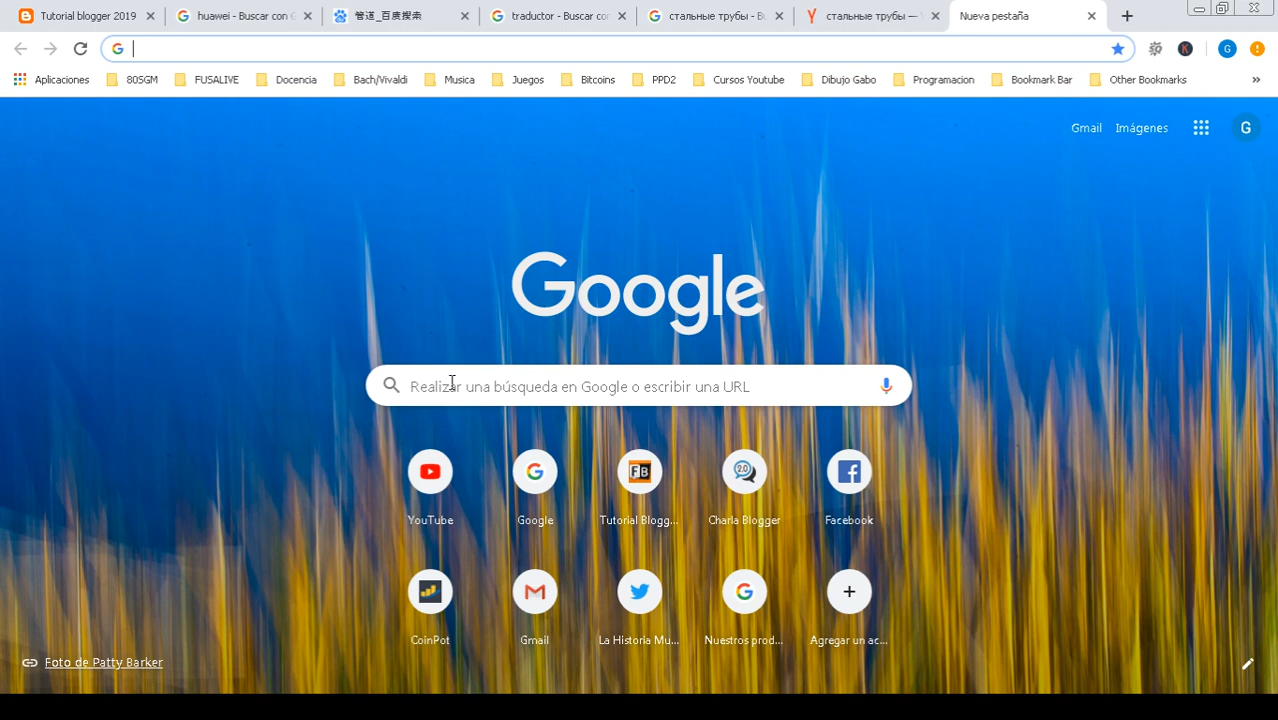 Tutorial blogger 2019
huawei - Buscar con G
管道_百度搜索
traductor - Buscar con
стальные трубы - Bu
стальные трубы —
Nueva pestaña
Aplicaciones
80SGM
FUSALIVE
Docencia
Bach/Vivaldi
Musica
Juegos
Bitcoins
PPD2
Cursos Youtube
Dibujo Gabo
Programacion
Bookmark Bar
Other Bookmarks
Gmail
Imágenes
G
Google
Realizar una búsqueda en Google o escribir una URL
YouTube
Google
Tutorial Blogg...
Charla Blogger
Facebook
CoinPot
Gmail
La Historia Mu...
Nuestros prod...
Agregar un ac...
Foto de Patty Barker